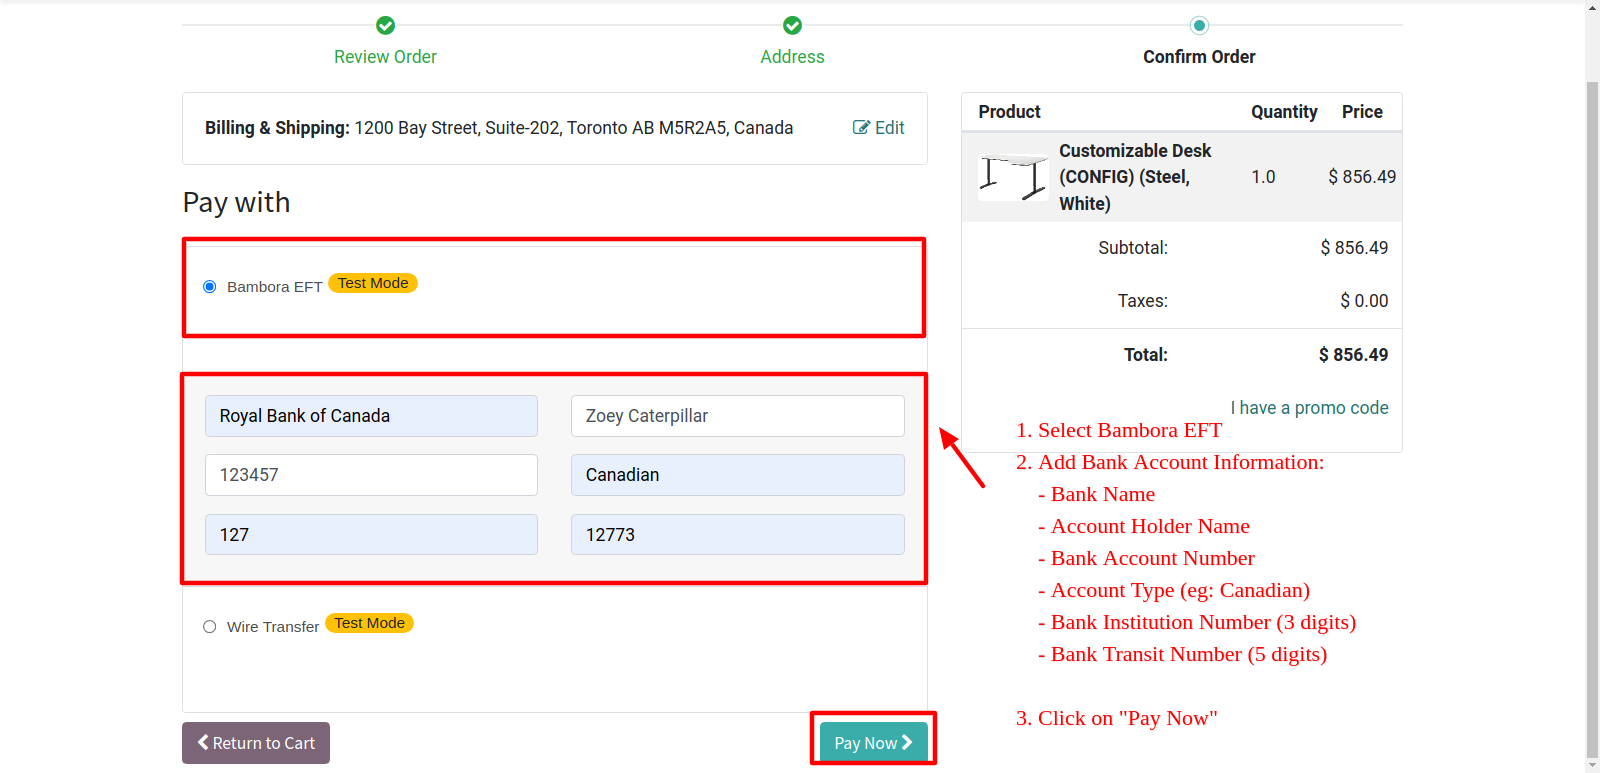 Review Order
Address
Confirm Order
Billing & Shipping: 1200 Bay Street, Suite-202, Toronto AB M5R2A5, Canada
Edit
Product Quantity Price
Customizable Desk
(CONFIG) (Steel, 1.0 $ 856.49
White)
Subtotal: $ 856.49
Taxes: $ 0.00
Total: $ 856.49
I have a promo code
Pay with
Bambora EFT Test Mode
Royal Bank of Canada
Zoey Caterpillar
123457
Canadian
127
12773
Wire Transfer Test Mode
Return to Cart
Pay Now
1. Select Bambora EFT
2. Add Bank Account Information:
- Bank Name
- Account Holder Name
- Bank Account Number
- Account Type (eg: Canadian)
- Bank Institution Number (3 digits)
- Bank Transit Number (5 digits)
3. Click on "Pay Now"